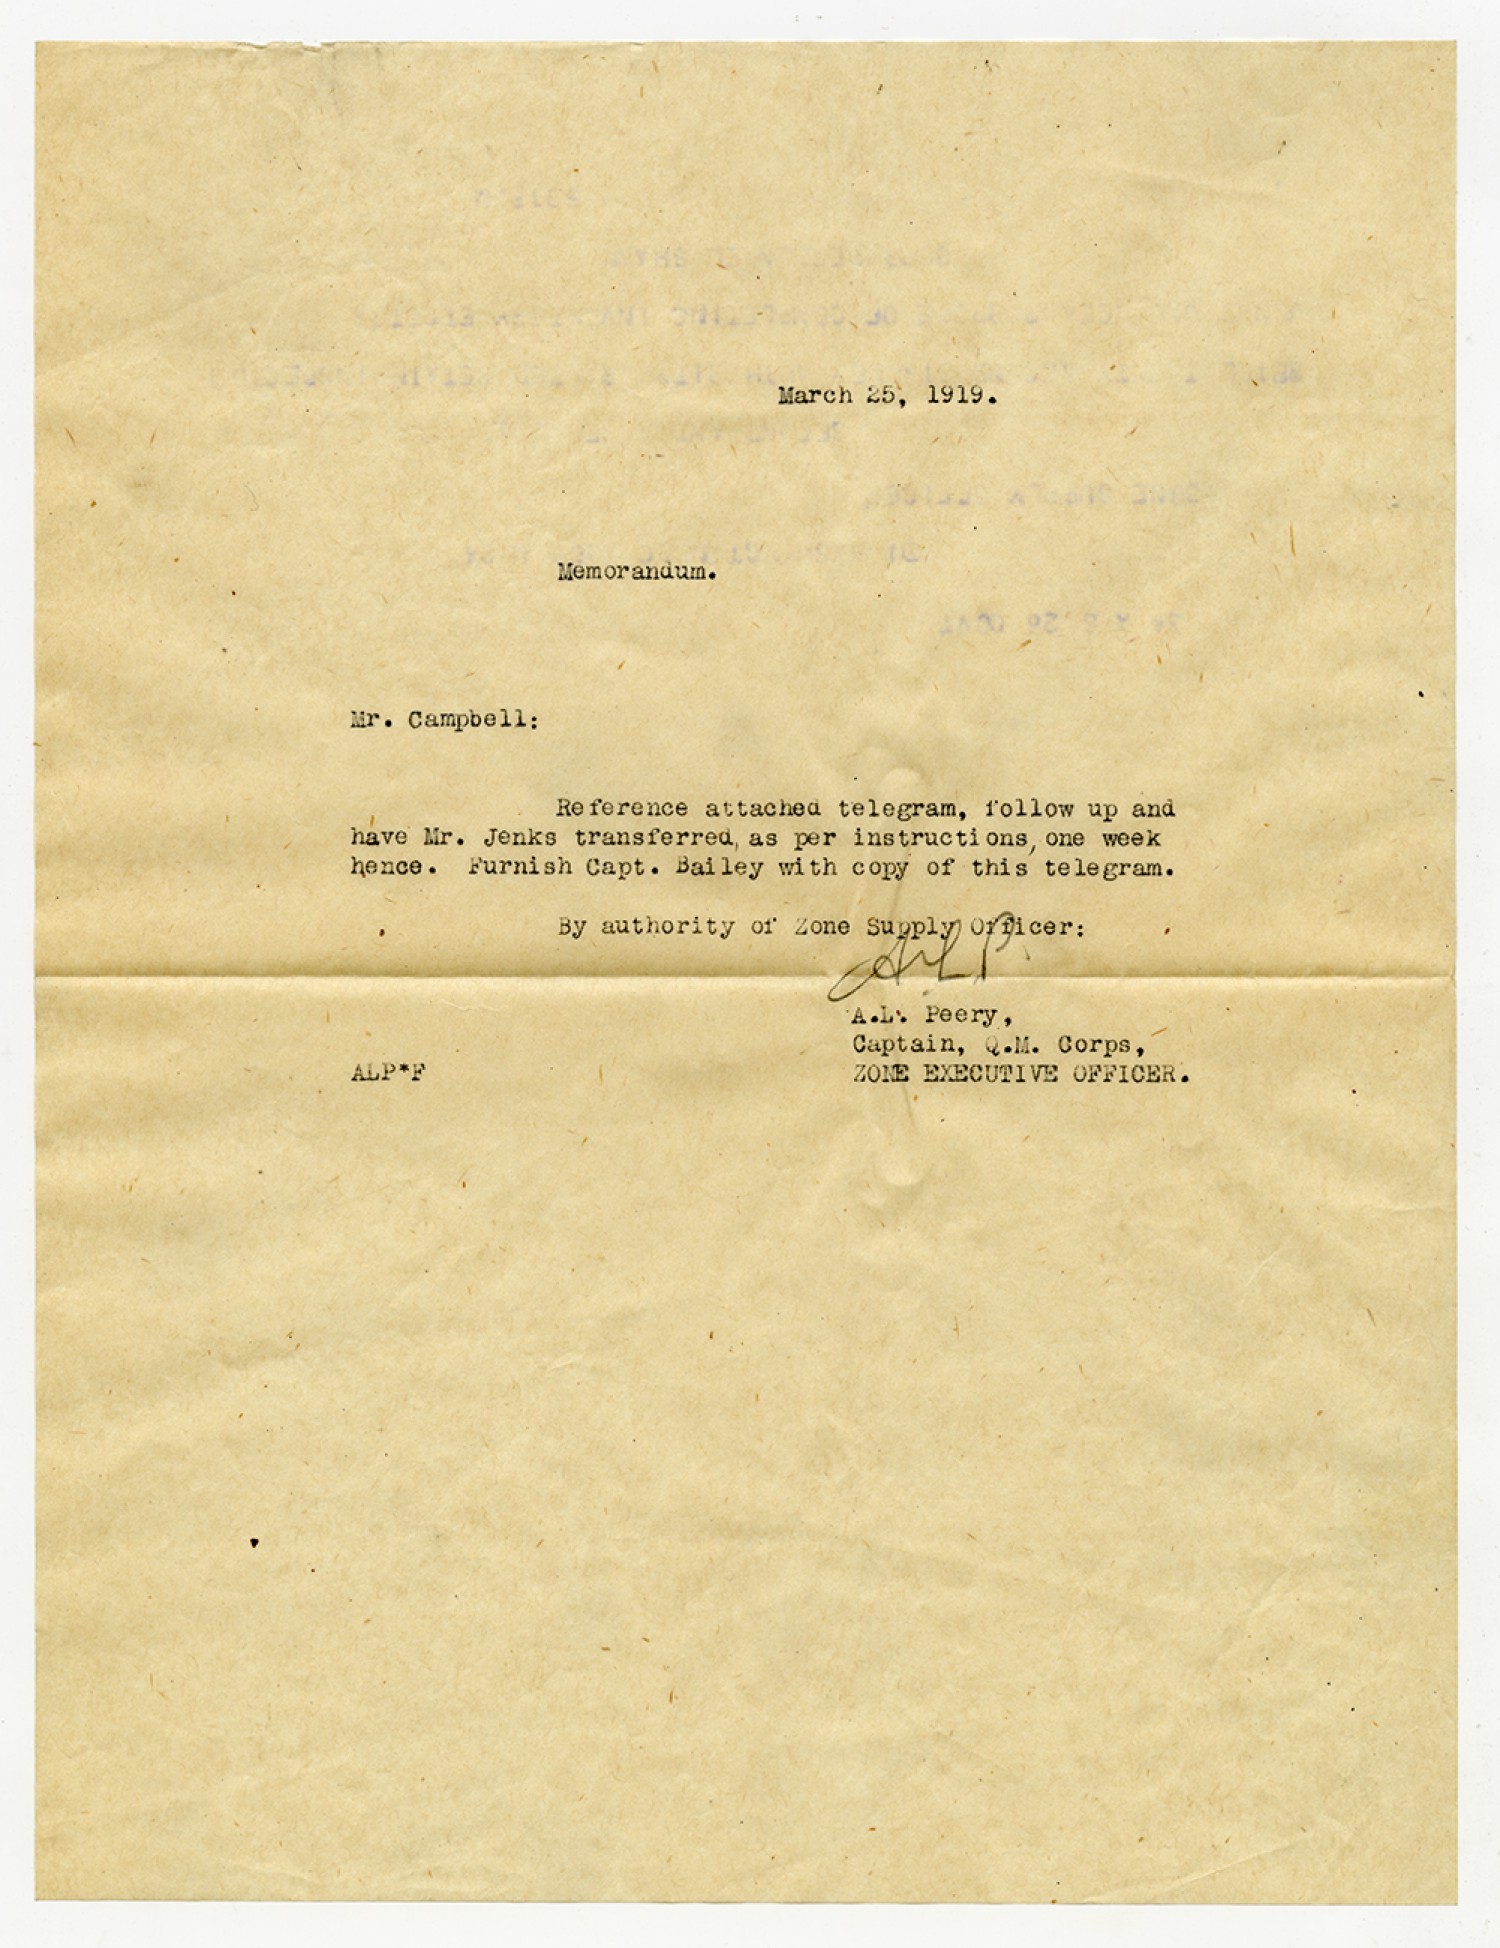 March 25, 1919.
Memorandum.
Mr. Campbell:
Reference attached telegram, follow up and
have Mr. Jenks transferred, as per instructions, one week
hence. Furnish Capt. Bailey with copy of this telegram.
By authority of Zone Supply Officer:
ALP
A.L. Peery,
Captain, Q.M. Corps,
ALP*F ZONE EXECUTIVE OFFICER.